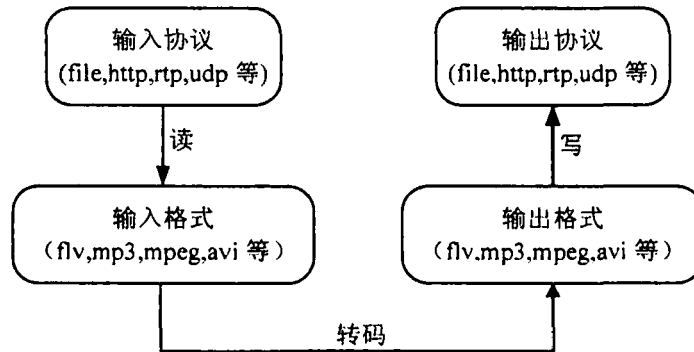 输入协议
(file,http,rtp,udp 等)
输出协议
(file,http,rtp,udp 等)
读
写
输入格式
（flv,mp3,mpeg,avi 等）
输出格式
（flv,mp3,mpeg,avi 等）
转码